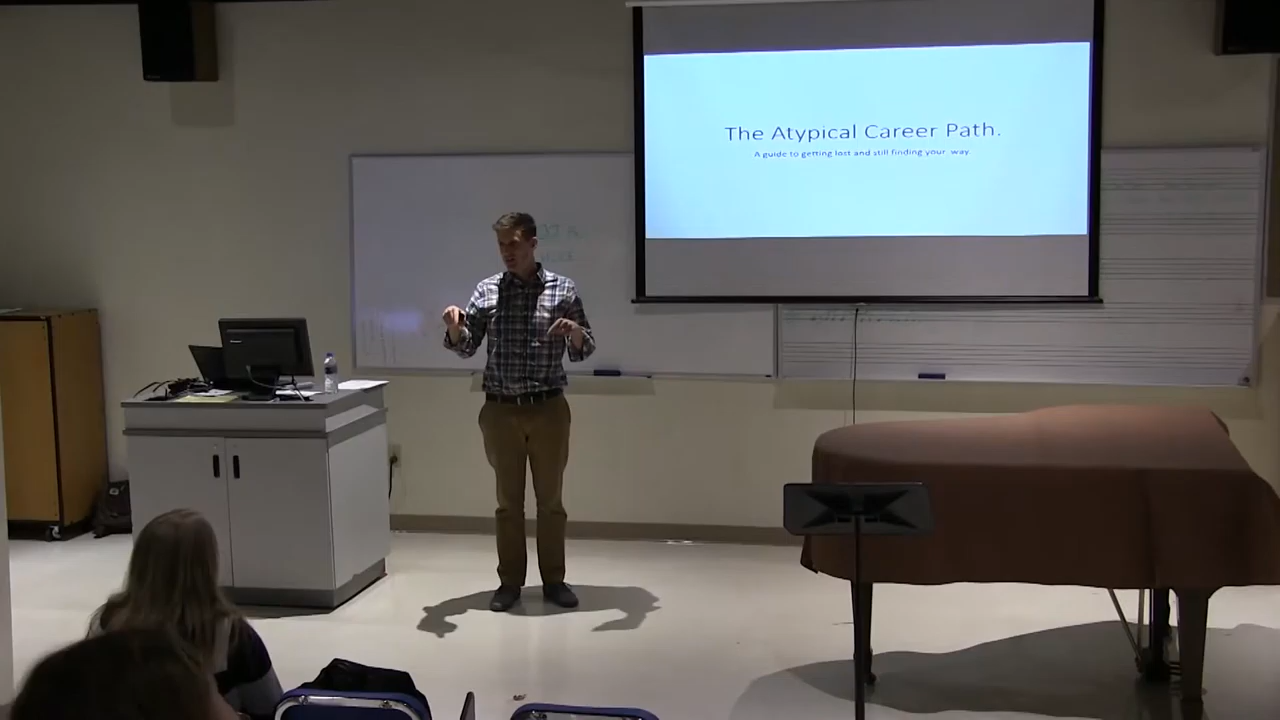 The Atypical Career Path.
A guide to getting lost and still finding your way